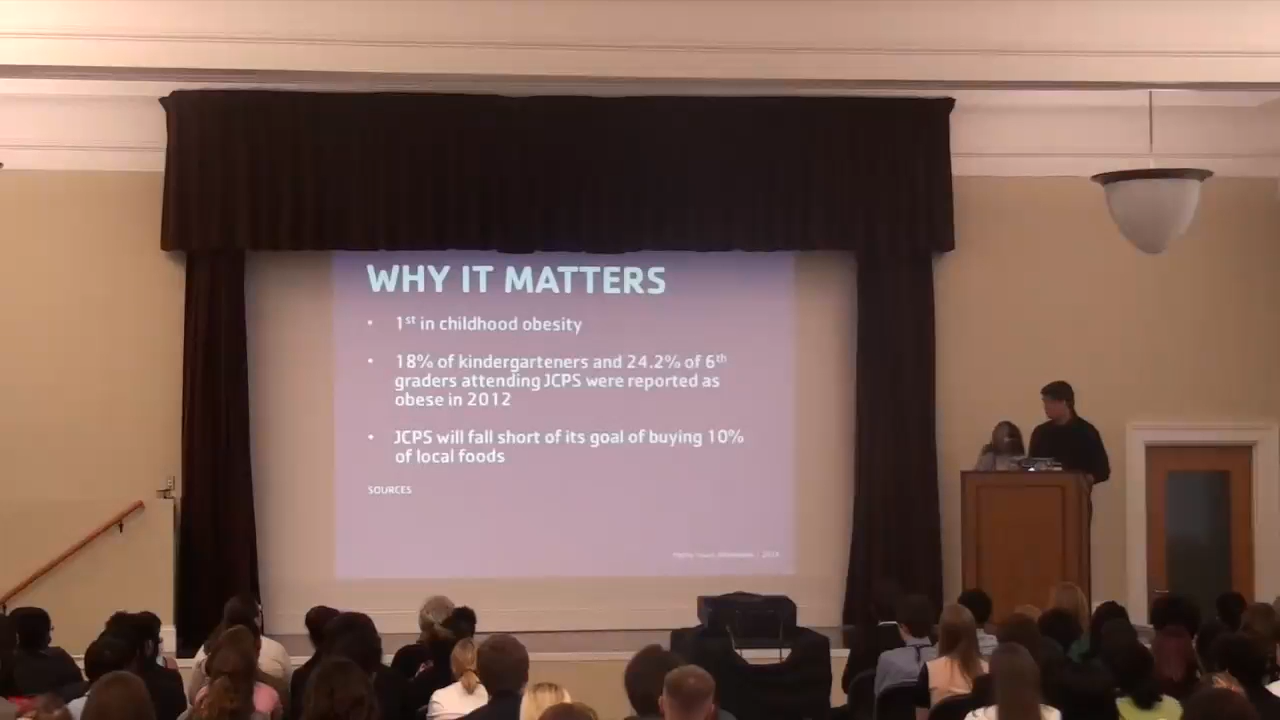 WHY IT MATTERS
• 1st in childhood obesity
• 18% of kindergarteners and 24.2% of 6th
graders attending JCPS were reported as
obese in 2012
• JCPS will fall short of its goal of buying 10%
of local foods
SOURCES